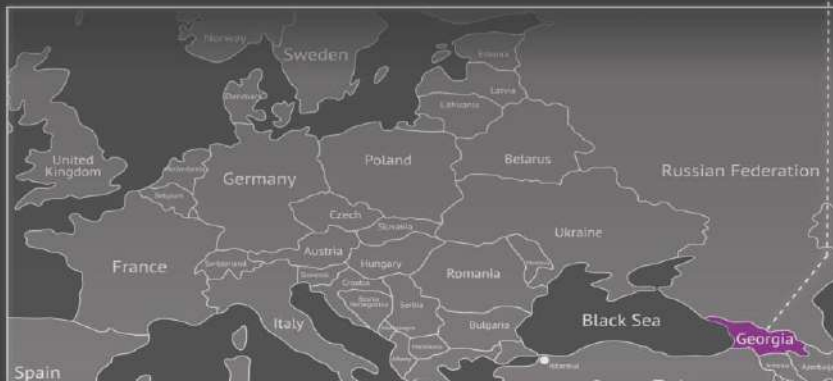 Norway
Sweden
Estonia
Latvia
Denmark
Lithuania
United
Kingdom
Netherlands
Poland
Belarus
Russian Federation
Germany
Belgium
Czech
Slovakia
Ukraine
Austria
France
Switzerland
Hungary
Moldova
Romania
Slovenia
Croatia
Bosnia
Herzegovina
Serbia
Black Sea
Italy
Bulgaria
Montenegro
Georgia
Macedonia
Albania
Istanbul
Spain
Armenia